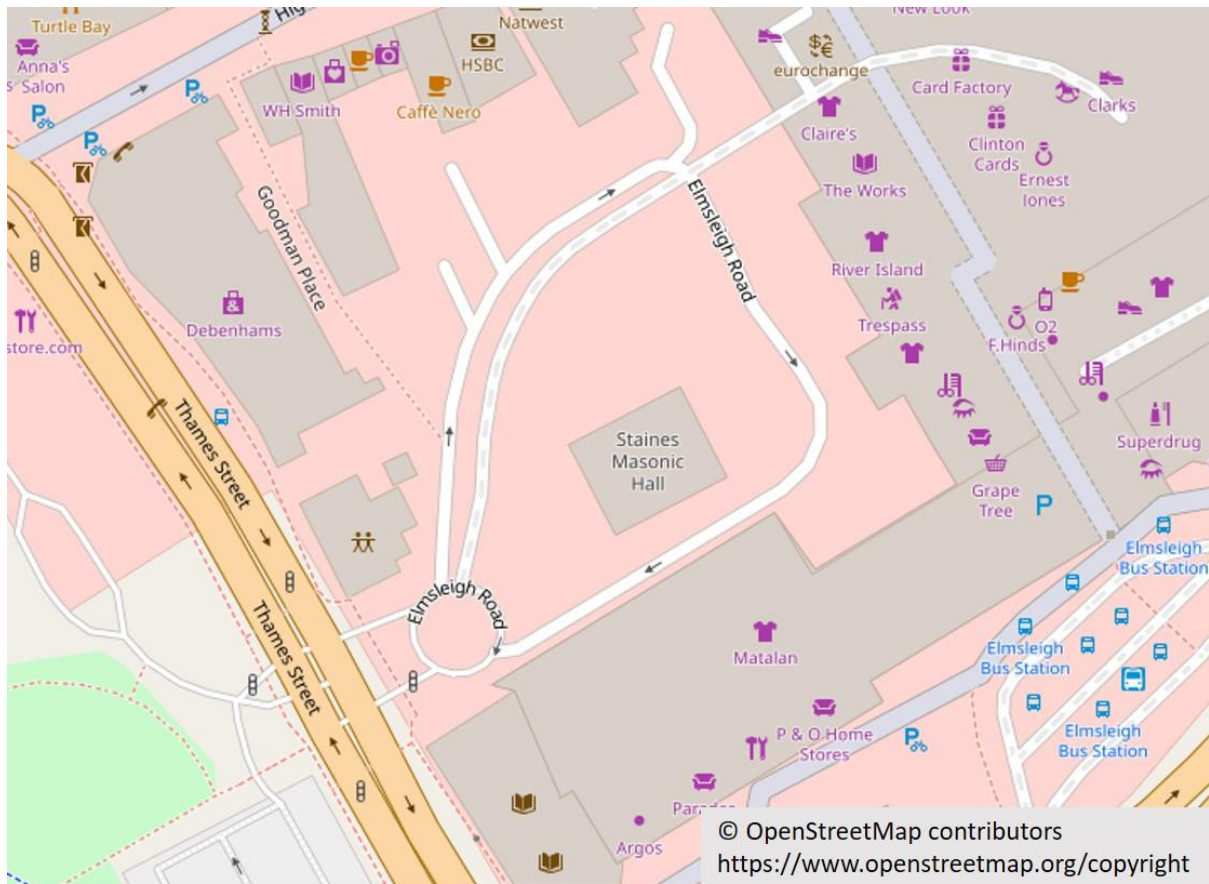 New Look
Hig
Natwest
Turtle Bay
HSBC
Anna's
Salon
eurochange
Card Factory
Clarks
WH Smith
Caffè Nero
Claire's
Clinton
Cards
Ernest
Jones
The Works
Elmsleigh Road
Goodman Place
River Island
Debenhams
Trespass
O2
F.Hinds
store.com
Thames Street
Staines
Masonic
Hall
Superdrug
Grape
Tree
P
Elmsleigh
Bus Station
Elmsleigh Road
Thames Street
Matalan
Elmsleigh
Bus Station
P & O Home
Stores
Elmsleigh
Bus Station
Argos
© OpenStreetMap contributors
https://www.openstreetmap.org/copyright